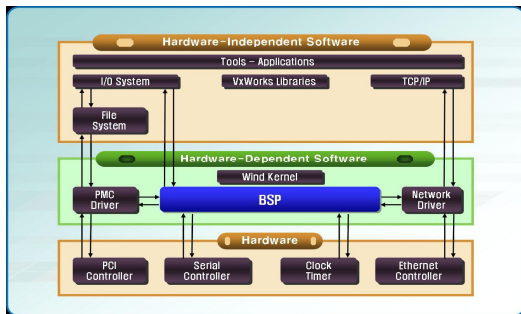 Hardware-Independent Software
Tools - Applications
I/O System
VxWorks Libraries
TCP/IP
File
System
Hardware-Dependent Software
Wind Kernel
PMC
Driver
BSP
Network
Driver
Hardware
PCI
Controller
Serial
Controller
Clock
Timer
Ethernet
Controller